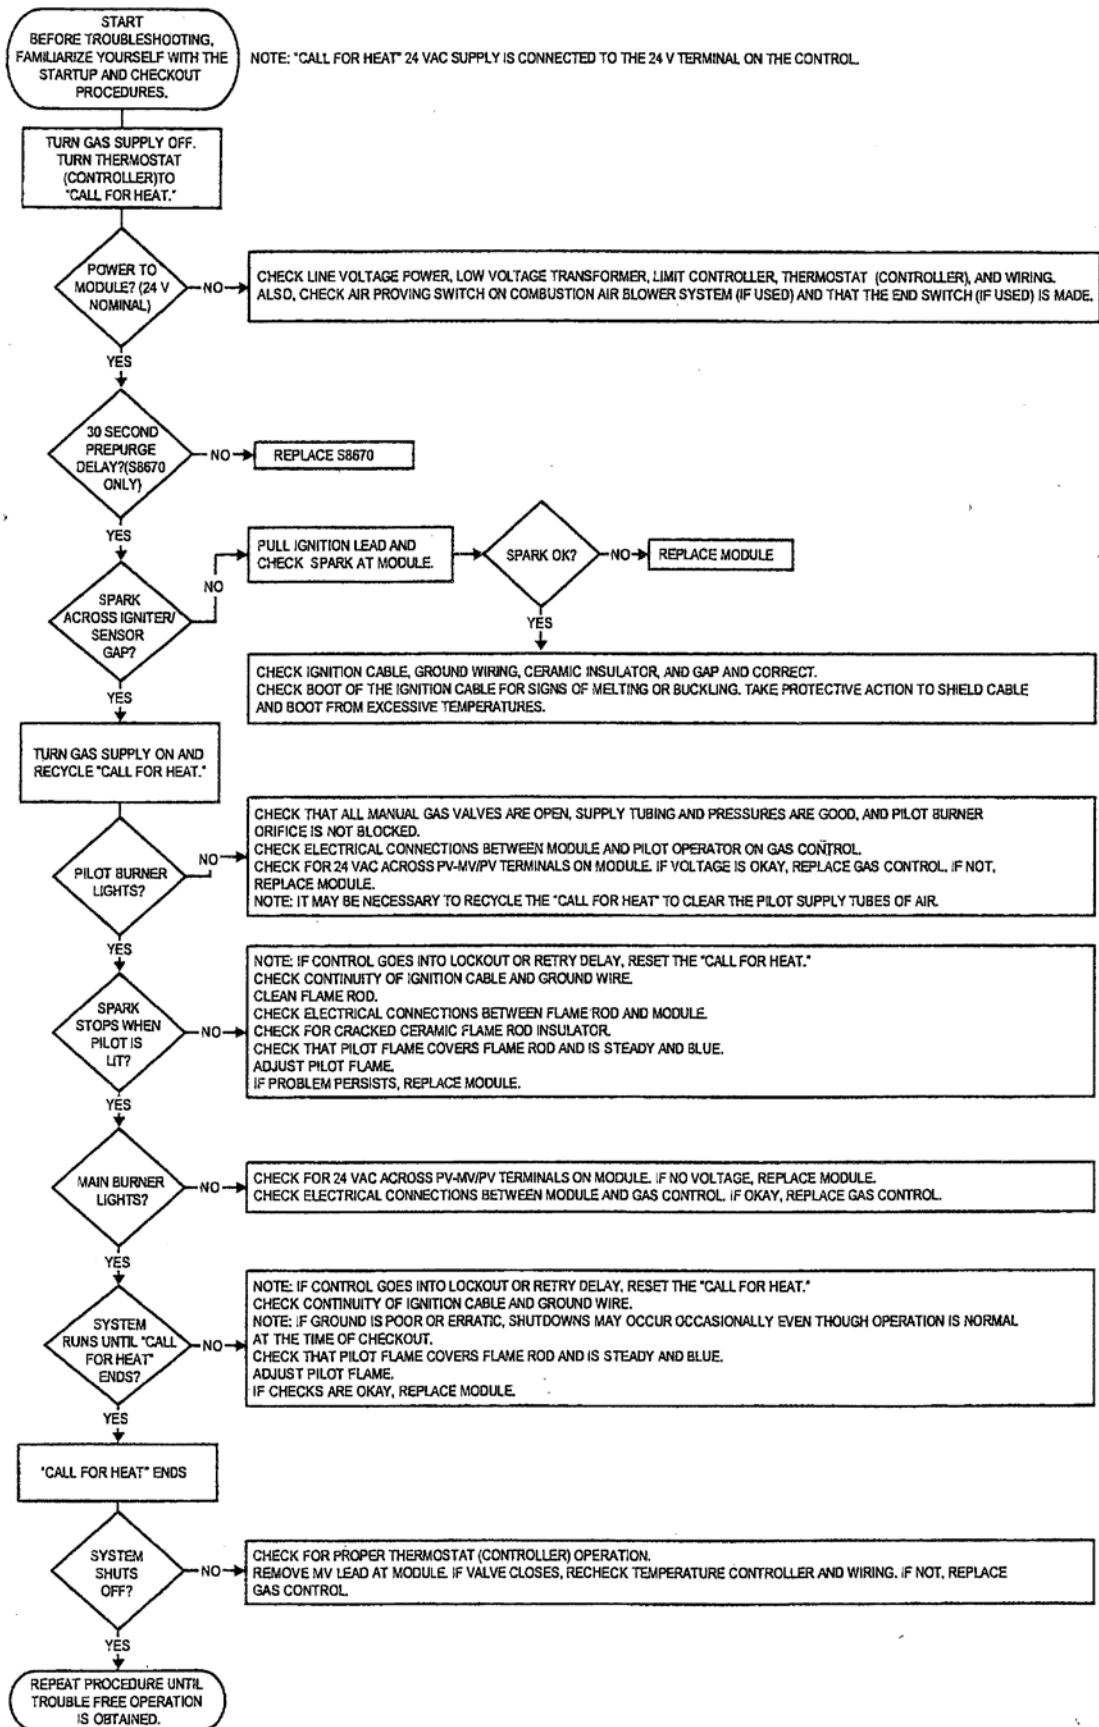 START
BEFORE TROUBLESHOOTING,
FAMILIARIZE YOURSELF WITH THE
STARTUP AND CHECKOUT
PROCEDURES.
NOTE: "CALL FOR HEAT" 24 VAC SUPPLY IS CONNECTED TO THE 24 V TERMINAL ON THE CONTROL.
TURN GAS SUPPLY OFF.
TURN THERMOSTAT
(CONTROLLER)TO
"CALL FOR HEAT."
POWER TO
MODULE? (24 V
NOMINAL)
NO
CHECK LINE VOLTAGE POWER, LOW VOLTAGE TRANSFORMER, LIMIT CONTROLLER, THERMOSTAT (CONTROLLER), AND WIRING.
ALSO, CHECK AIR PROVING SWITCH ON COMBUSTION AIR BLOWER SYSTEM (IF USED) AND THAT THE END SWITCH (IF USED) IS MADE.
YES
30 SECOND
PREPURGE
DELAY?(S8670
ONLY)
NO
REPLACE S8670
YES
SPARK
ACROSS IGNITER/
SENSOR
GAP?
NO
PULL IGNITION LEAD AND
CHECK SPARK AT MODULE.
SPARK OK?
NO
REPLACE MODULE
YES
CHECK IGNITION CABLE, GROUND WIRING, CERAMIC INSULATOR, AND GAP AND CORRECT.
CHECK BOOT OF THE IGNITION CABLE FOR SIGNS OF MELTING OR BUCKLING. TAKE PROTECTIVE ACTION TO SHIELD CABLE
AND BOOT FROM EXCESSIVE TEMPERATURES.
YES
TURN GAS SUPPLY ON AND
RECYCLE "CALL FOR HEAT."
PILOT BURNER
LIGHTS?
NO
CHECK THAT ALL MANUAL GAS VALVES ARE OPEN, SUPPLY TUBING AND PRESSURES ARE GOOD, AND PILOT BURNER
ORIFICE IS NOT BLOCKED.
CHECK ELECTRICAL CONNECTIONS BETWEEN MODULE AND PILOT OPERATOR ON GAS CONTROL.
CHECK FOR 24 VAC ACROSS PV-MV/PV TERMINALS ON MODULE. IF VOLTAGE IS OKAY, REPLACE GAS CONTROL. IF NOT,
REPLACE MODULE.
NOTE: IT MAY BE NECESSARY TO RECYCLE THE "CALL FOR HEAT" TO CLEAR THE PILOT SUPPLY TUBES OF AIR.
YES
SPARK
STOPS WHEN
PILOT IS
LIT?
NO
NOTE: IF CONTROL GOES INTO LOCKOUT OR RETRY DELAY, RESET THE "CALL FOR HEAT."
CHECK CONTINUITY OF IGNITION CABLE AND GROUND WIRE.
CLEAN FLAME ROD.
CHECK ELECTRICAL CONNECTIONS BETWEEN FLAME ROD AND MODULE.
CHECK FOR CRACKED CERAMIC FLAME ROD INSULATOR.
CHECK THAT PILOT FLAME COVERS FLAME ROD AND IS STEADY AND BLUE.
ADJUST PILOT FLAME.
IF PROBLEM PERSISTS, REPLACE MODULE.
YES
MAIN BURNER
LIGHTS?
NO
CHECK FOR 24 VAC ACROSS PV-MV/PV TERMINALS ON MODULE. IF NO VOLTAGE, REPLACE MODULE.
CHECK ELECTRICAL CONNECTIONS BETWEEN MODULE AND GAS CONTROL. IF OKAY, REPLACE GAS CONTROL.
YES
SYSTEM
RUNS UNTIL "CALL
FOR HEAT"
ENDS?
NO
NOTE: IF CONTROL GOES INTO LOCKOUT OR RETRY DELAY, RESET THE "CALL FOR HEAT."
CHECK CONTINUITY OF IGNITION CABLE AND GROUND WIRE.
NOTE: IF GROUND IS POOR OR ERRATIC, SHUTDOWNS MAY OCCUR OCCASIONALLY EVEN THOUGH OPERATION IS NORMAL
AT THE TIME OF CHECKOUT.
CHECK THAT PILOT FLAME COVERS FLAME ROD AND IS STEADY AND BLUE.
ADJUST PILOT FLAME.
IF CHECKS ARE OKAY, REPLACE MODULE.
YES
"CALL FOR HEAT" ENDS
SYSTEM
SHUTS
OFF?
NO
CHECK FOR PROPER THERMOSTAT (CONTROLLER) OPERATION.
REMOVE MV LEAD AT MODULE. IF VALVE CLOSES, RECHECK TEMPERATURE CONTROLLER AND WIRING. IF NOT, REPLACE
GAS CONTROL.
YES
REPEAT PROCEDURE UNTIL
TROUBLE FREE OPERATION
IS OBTAINED.